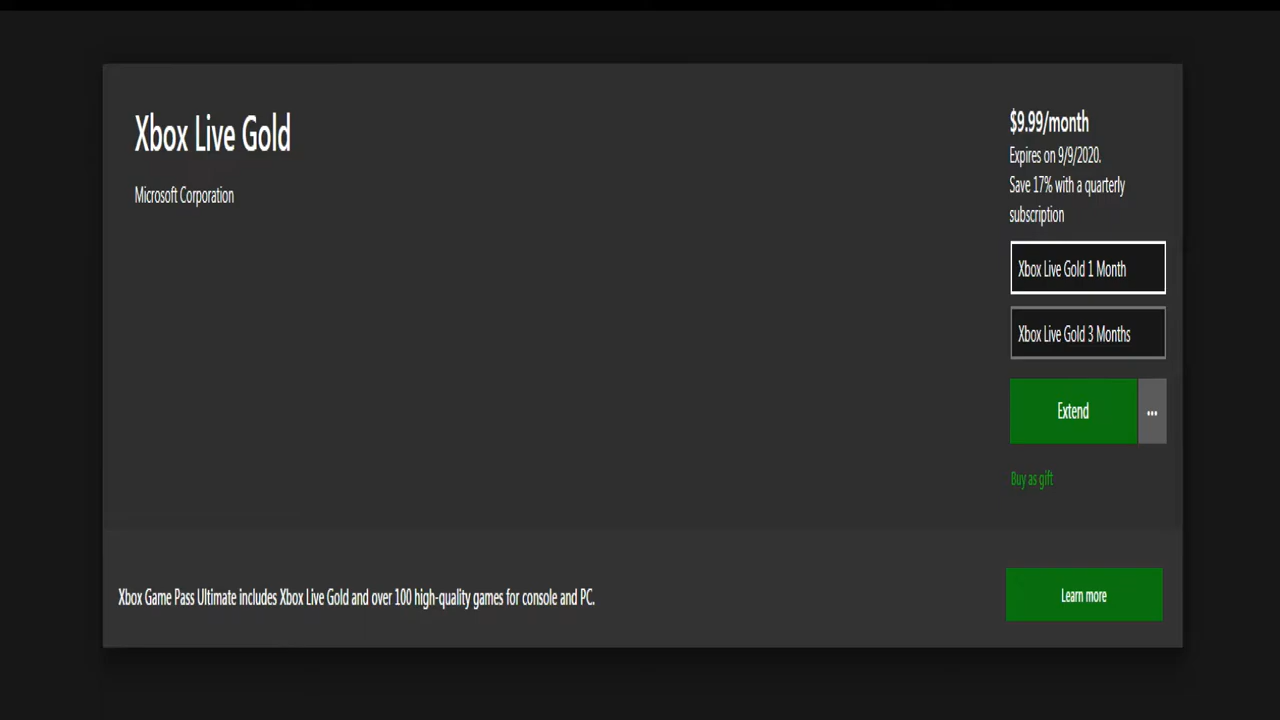 Xbox Live Gold
Microsoft Corporation
$9.99/month
Expires on 9/9/2020.
Save 17% with a quarterly
subscription
Xbox Live Gold 1 Month
Xbox Live Gold 3 Months
Extend
...
Buy as gift
Xbox Game Pass Ultimate includes Xbox Live Gold and over 100 high-quality games for console and PC.
Learn more